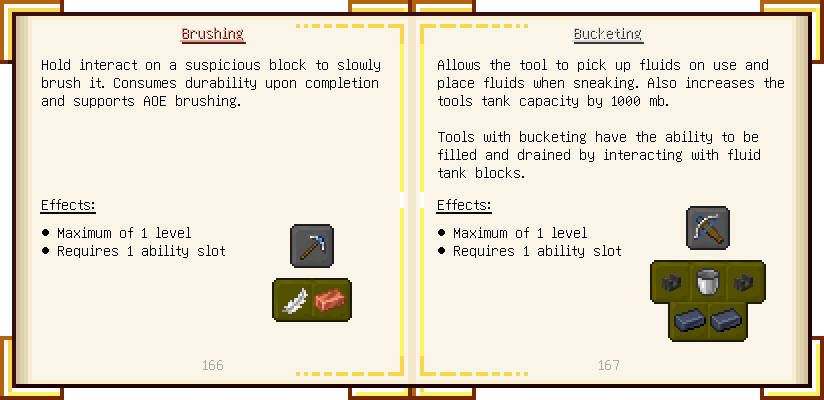 Brushing
Hold interact on a suspicious block to slowly
brush it. Consumes durability upon completion
and supports AOE brushing.
Effects:
● Maximum of 1 level
● Requires 1 ability slot
166
Bucketing
Allows the tool to pick up fluids on use and
place fluids when sneaking. Also increases the
tools tank capacity by 1000 mb.
Tools with bucketing have the ability to be
filled and drained by interacting with fluid
tank blocks.
Effects:
● Maximum of 1 level
● Requires 1 ability slot
167